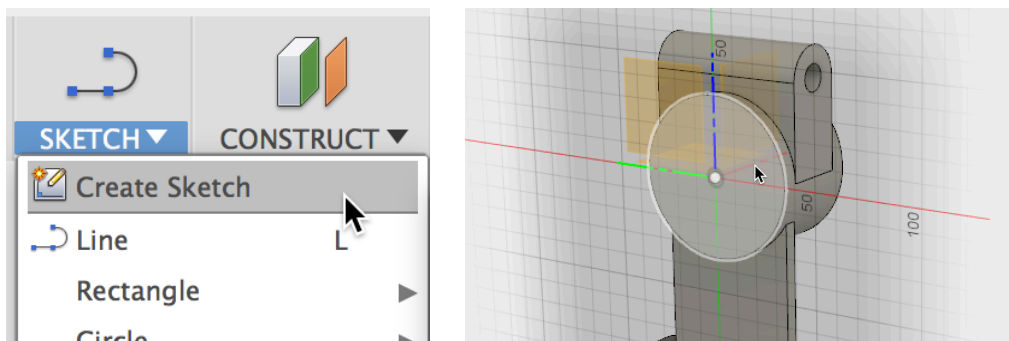 SKETCH▼
CONSTRUCT▼
Create Sketch
Line L
Rectangle ▶
Circle ▶
50
50
100